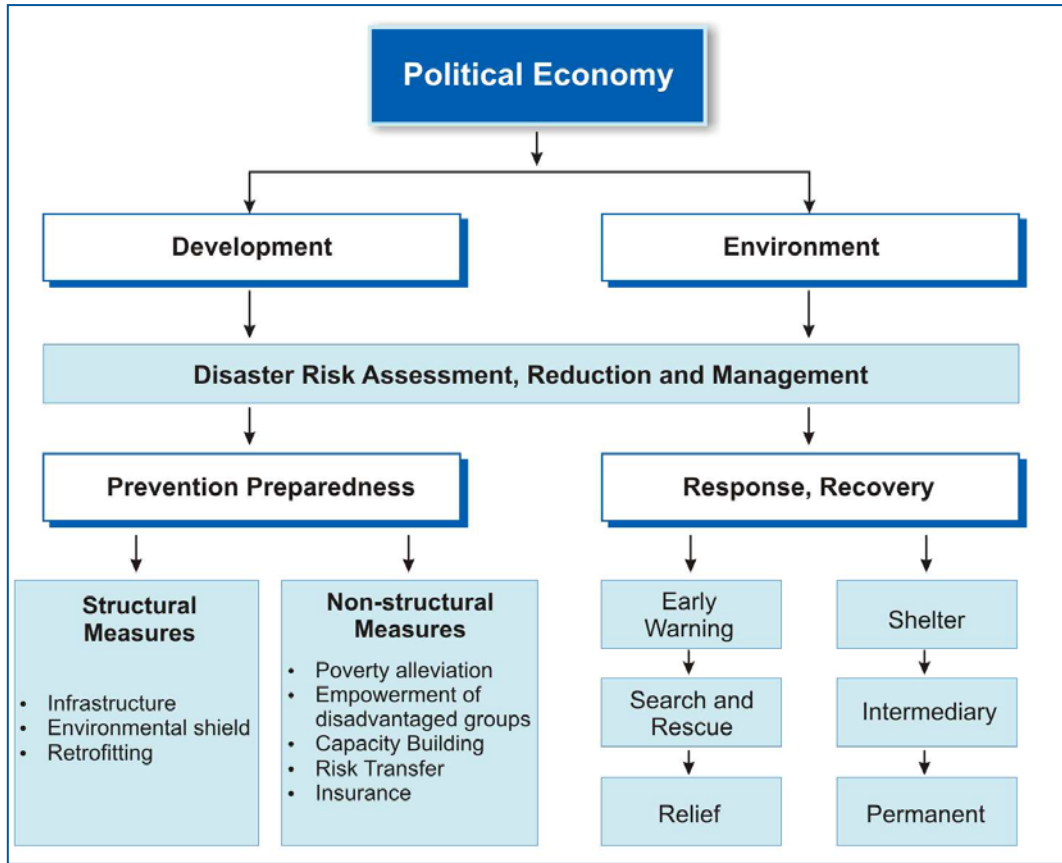 Political Economy
Development
Environment
Disaster Risk Assessment, Reduction and Management
Prevention Preparedness
Response, Recovery
Structural
Measures
• Infrastructure
• Environmental shield
• Retrofitting
Non-structural
Measures
• Poverty alleviation
• Empowerment of
disadvantaged groups
• Capacity Building
• Risk Transfer
• Insurance
Early
Warning
Search and
Rescue
Relief
Shelter
Intermediary
Permanent